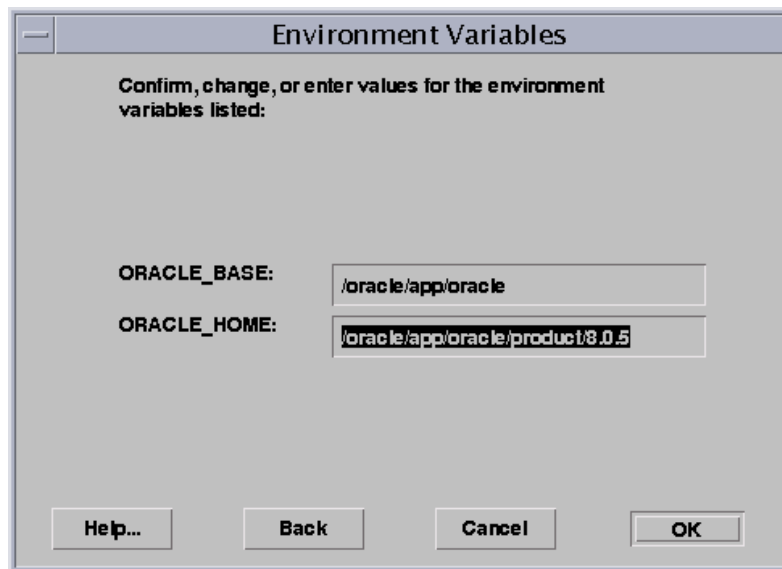 Environment Variables
Confirm, change, or enter values for the environment
variables listed:
ORACLE_BASE: /oracle/app/oracle
ORACLE_HOME: /oracle/app/oracle/product/8.0.5
Help... Back Cancel OK